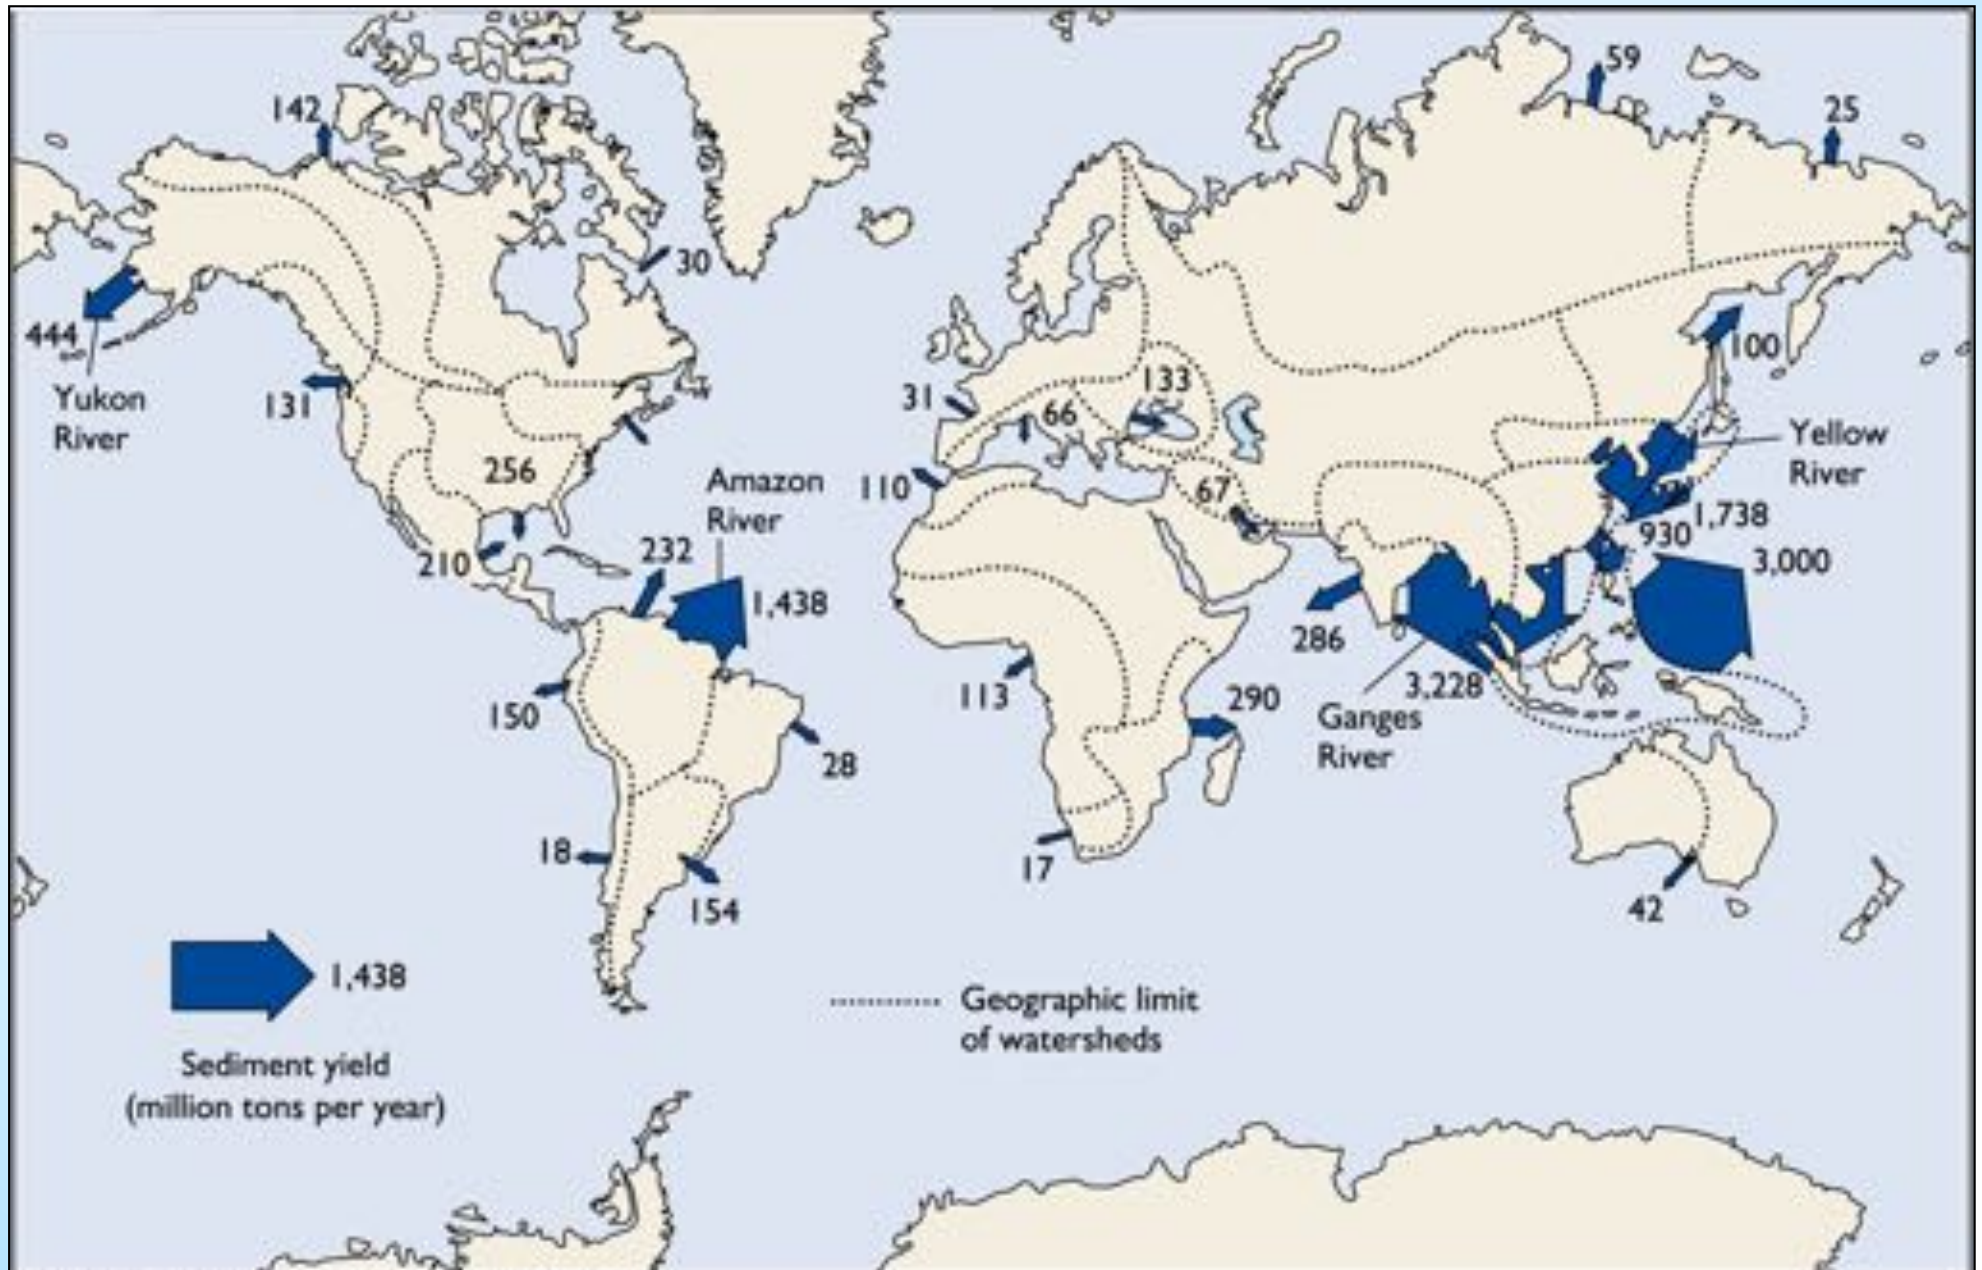 59
142
25
30
444
100
Yukon
River
131
31
133
66
Yellow
River
256
Amazon
River
110
67
1,738
930
210
232
3,000
1,438
286
113
3,228
290
Ganges
River
150
28
18
17
154
42
1,438
Geographic limit
of watersheds
Sediment yield
(million tons per year)